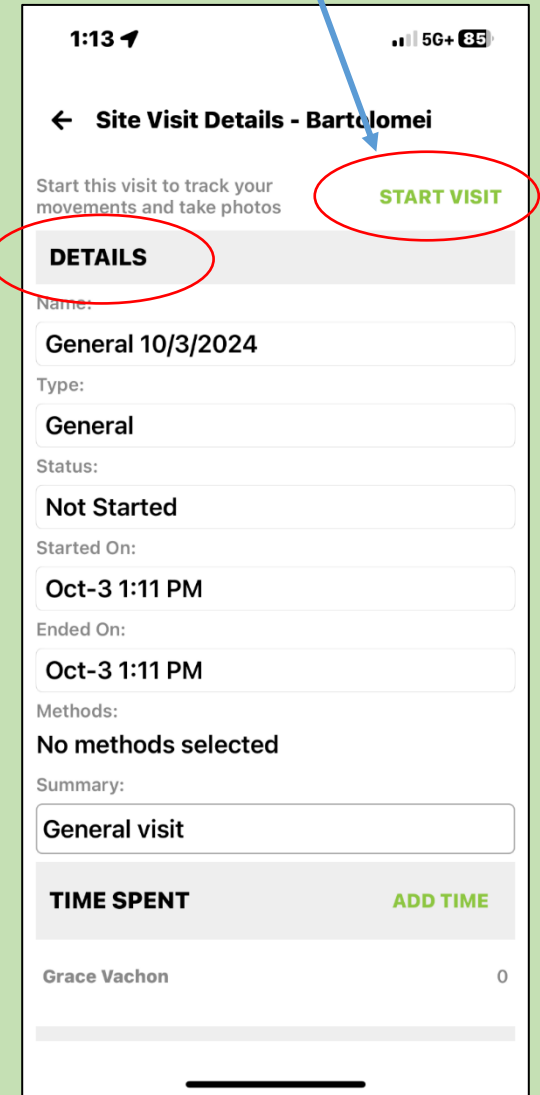 1:13
5G+ 85
← Site Visit Details - Bartolomei
Start this visit to track your
movements and take photos
START VISIT
DETAILS
Name:
General 10/3/2024
Type:
General
Status:
Not Started
Started On:
Oct-3 1:11 PM
Ended On:
Oct-3 1:11 PM
Methods:
No methods selected
Summary:
General visit
TIME SPENT ADD TIME
Grace Vachon 0